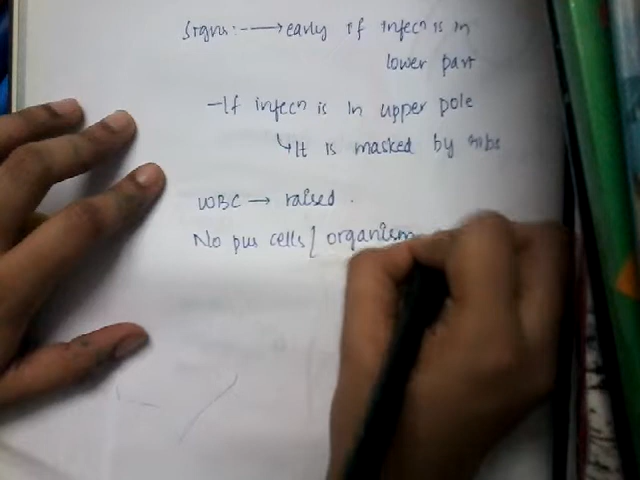 Signs:- → early if infecn is in
lower part
- If infecn is in upper pole
↳ It is masked by ribs
WBC → raised.
No pus cells / organism